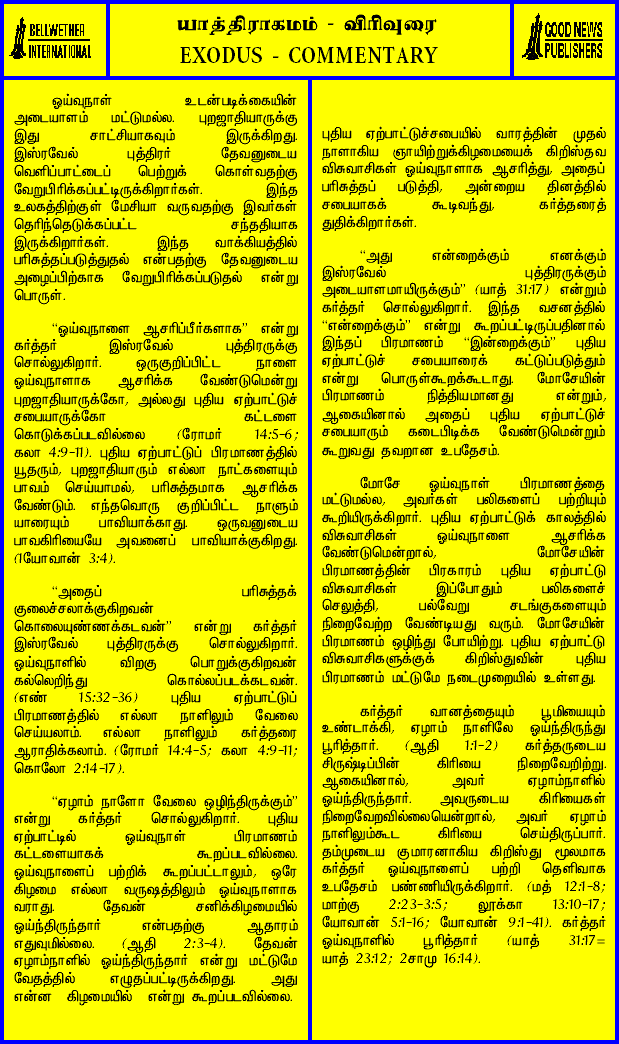 BELLWETHER
INTERNATIONAL
யாத்திராகமம் - விரிவுரை
EXODUS - COMMENTARY
GOOD NEWS
PUBLISHERS
ஓய்வுநாள் உடன்படிக்கையின்
அடையாளம் மட்டுமல்ல. புறஜாதியாருக்கு
இது சாட்சியாகவும் இருக்கிறது.
இஸ்ரவேல் புத்திரர் தேவனுடைய
வெளிப்பாட்டைப் பெற்றுக் கொள்வதற்கு
வேறுபிரிக்கப்பட்டிருக்கிறார்கள். இந்த
உலகத்திற்குள் மேசியா வருவதற்கு இவர்கள்
தெரிந்தெடுக்கப்பட்ட சந்ததியாக
இருக்கிறார்கள். இந்த வாக்கியத்தில்
பரிசுத்தப்படுத்துதல் என்பதற்கு தேவனுடைய
அழைப்பிற்காக வேறுபிரிக்கப்படுதல் என்று
பொருள்.
“ஓய்வுநாளை ஆசரிப்பீர்களாக” என்று
கர்த்தர் இஸ்ரவேல் புத்திரருக்கு
சொல்லுகிறார். ஒருகுறிப்பிட்ட நாளை
ஓய்வுநாளாக ஆசரிக்க வேண்டுமென்று
புறஜாதியாருக்கோ, அல்லது புதிய ஏற்பாட்டுச்
சபையாருக்கோ கட்டளை
கொடுக்கப்படவில்லை (ரோமர் 14:5-6;
கலா 4:9-11). புதிய ஏற்பாட்டுப் பிரமாணத்தில்
யூதரும், புறஜாதியாரும் எல்லா நாட்களையும்
பாவம் செய்யாமல், பரிசுத்தமாக ஆசரிக்க
வேண்டும். எந்தவொரு குறிப்பிட்ட நாளும்
யாரையும் பாவியாக்காது. ஒருவனுடைய
பாவகிரியையே அவனைப் பாவியாக்குகிறது.
(1யோவான் 3:4).
“அதைப் பரிசுத்தக்
குலைச்சலாக்குகிறவன்
கொலையுண்ணக்கடவன்” என்று கர்த்தர்
இஸ்ரவேல் புத்திரருக்கு சொல்லுகிறார்.
ஓய்வுநாளில் விறகு பொறுக்குகிறவன்
கல்லெறிந்து கொல்லப்படக்கடவன்.
(எண் 15:32-36) புதிய ஏற்பாட்டுப்
பிரமாணத்தில் எல்லா நாளிலும் வேலை
செய்யலாம். எல்லா நாளிலும் கர்த்தரை
ஆராதிக்கலாம். (ரோமர் 14:4-5; கலா 4:9-11;
கொலோ 2:14-17).
“ஏழாம் நாளோ வேலை ஒழிந்திருக்கும்”
என்று கர்த்தர் சொல்லுகிறார். புதிய
ஏற்பாட்டில் ஓய்வுநாள் பிரமாணம்
கட்டளையாகக் கூறப்படவில்லை.
ஓய்வுநாளைப் பற்றிக் கூறப்பட்டாலும், ஒரே
கிழமை எல்லா வருஷத்திலும் ஓய்வுநாளாக
வராது. தேவன் சனிக்கிழமையில்
ஓய்ந்திருந்தார் என்பதற்கு ஆதாரம்
எதுவுமில்லை. (ஆதி 2:3-4). தேவன்
ஏழாம்நாளில் ஓய்ந்திருந்தார் என்று மட்டுமே
வேதத்தில் எழுதப்பட்டிருக்கிறது. அது
என்ன கிழமையில் என்று கூறப்படவில்லை.
புதிய ஏற்பாட்டுச்சபையில் வாரத்தின் முதல்
நாளாகிய ஞாயிற்றுக்கிழமையைக் கிறிஸ்தவ
விசுவாசிகள் ஓய்வுநாளாக ஆசரித்து, அதைப்
பரிசுத்தப் படுத்தி, அன்றைய தினத்தில்
சபையாகக் கூடிவந்து, கர்த்தரைத்
துதிக்கிறார்கள்.
“அது என்றைக்கும் எனக்கும்
இஸ்ரவேல் புத்திரருக்கும்
அடையாளமாயிருக்கும்” (யாத் 31:17) என்றும்
கர்த்தர் சொல்லுகிறார். இந்த வசனத்தில்
“என்றைக்கும்” என்று கூறப்பட்டிருப்பதினால்
இந்தப் பிரமாணம் “இன்றைக்கும்” புதிய
ஏற்பாட்டுச் சபையாரைக் கட்டுப்படுத்தும்
என்று பொருள்கூறக்கூடாது. மோசேயின்
பிரமாணம் நித்தியமானது என்றும்,
ஆகையினால் அதைப் புதிய ஏற்பாட்டுச்
சபையாரும் கடைபிடிக்க வேண்டுமென்றும்
கூறுவது தவறான உபதேசம்.
மோசே ஓய்வுநாள் பிரமாணத்தை
மட்டுமல்ல, அவர்கள் பலிகளைப் பற்றியும்
கூறியிருக்கிறார். புதிய ஏற்பாட்டுக் காலத்தில்
விசுவாசிகள் ஓய்வுநாளை ஆசரிக்க
வேண்டுமென்றால், மோசேயின்
பிரமாணத்தின் பிரகாரம் புதிய ஏற்பாட்டு
விசுவாசிகள் இப்போதும் பலிகளைச்
செலுத்தி, பல்வேறு சடங்குகளையும்
நிறைவேற்ற வேண்டியது வரும். மோசேயின்
பிரமாணம் ஒழிந்து போயிற்று. புதிய ஏற்பாட்டு
விசுவாசிகளுக்குக் கிறிஸ்துவின் புதிய
பிரமாணம் மட்டுமே நடைமுறையில் உள்ளது.
கர்த்தர் வானத்தையும் பூமியையும்
உண்டாக்கி, ஏழாம் நாளிலே ஓய்ந்திருந்து
பூரித்தார். (ஆதி 1:1-2) கர்த்தருடைய
சிருஷ்டிப்பின் கிரியை நிறைவேறிற்று.
ஆகையினால், அவர் ஏழாம்நாளில்
ஓய்ந்திருந்தார். அவருடைய கிரியைகள்
நிறைவேறவில்லையென்றால், அவர் ஏழாம்
நாளிலும்கூட கிரியை செய்திருப்பார்.
தம்முடைய குமாரனாகிய கிறிஸ்து மூலமாக
கர்த்தர் ஓய்வுநாளைப் பற்றி தெளிவாக
உபதேசம் பண்ணியிருக்கிறார். (மத் 12:1-8;
மாற்கு 2:23-3:5; லூக்கா 13:10-17;
யோவான் 5:1-16; யோவான் 9:1-41). கர்த்தர்
ஓய்வுநாளில் பூரித்தார் (யாத் 31:17=
யாத் 23:12; 2சாமு 16:14).